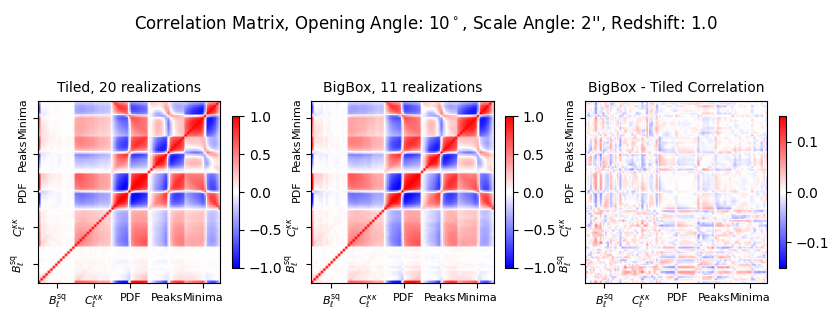 Correlation Matrix, Opening Angle: 10°, Scale Angle: 2'', Redshift: 1.0
Tiled, 20 realizations
BigBox, 11 realizations
BigBox - Tiled Correlation
Minima
Peaks
PDF
C_ℓ^κκ
B_ℓ^sq
B_ℓ^sq C_ℓ^κκ PDF Peaks Minima
1.0
0.5
0.0
−0.5
−1.0
Minima
Peaks
PDF
C_ℓ^κκ
B_ℓ^sq
B_ℓ^sq C_ℓ^κκ PDF Peaks Minima
1.0
0.5
0.0
−0.5
−1.0
Minima
Peaks
PDF
C_ℓ^κκ
B_ℓ^sq
B_ℓ^sq C_ℓ^κκ PDF Peaks Minima
0.1
0.0
−0.1